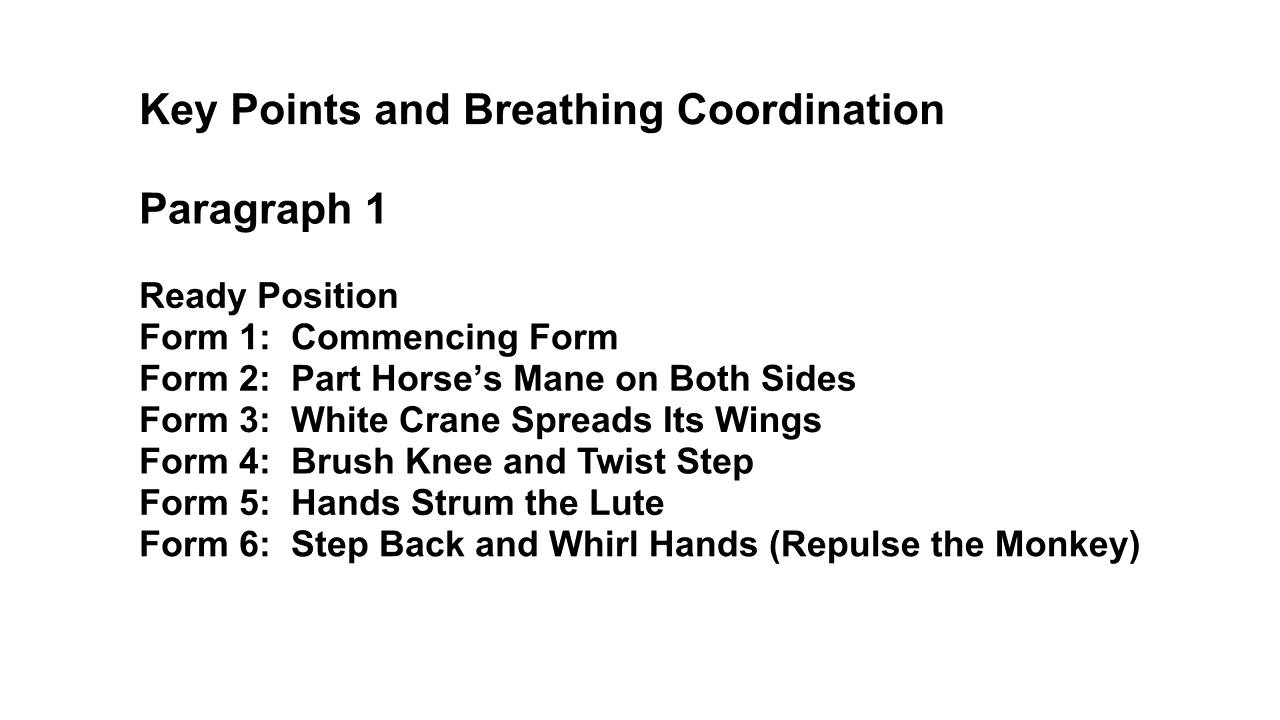 Key Points and Breathing Coordination
Paragraph 1
Ready Position
Form 1:  Commencing Form
Form 2:  Part Horse’s Mane on Both Sides
Form 3:  White Crane Spreads Its Wings
Form 4:  Brush Knee and Twist Step
Form 5:  Hands Strum the Lute
Form 6:  Step Back and Whirl Hands (Repulse the Monkey)